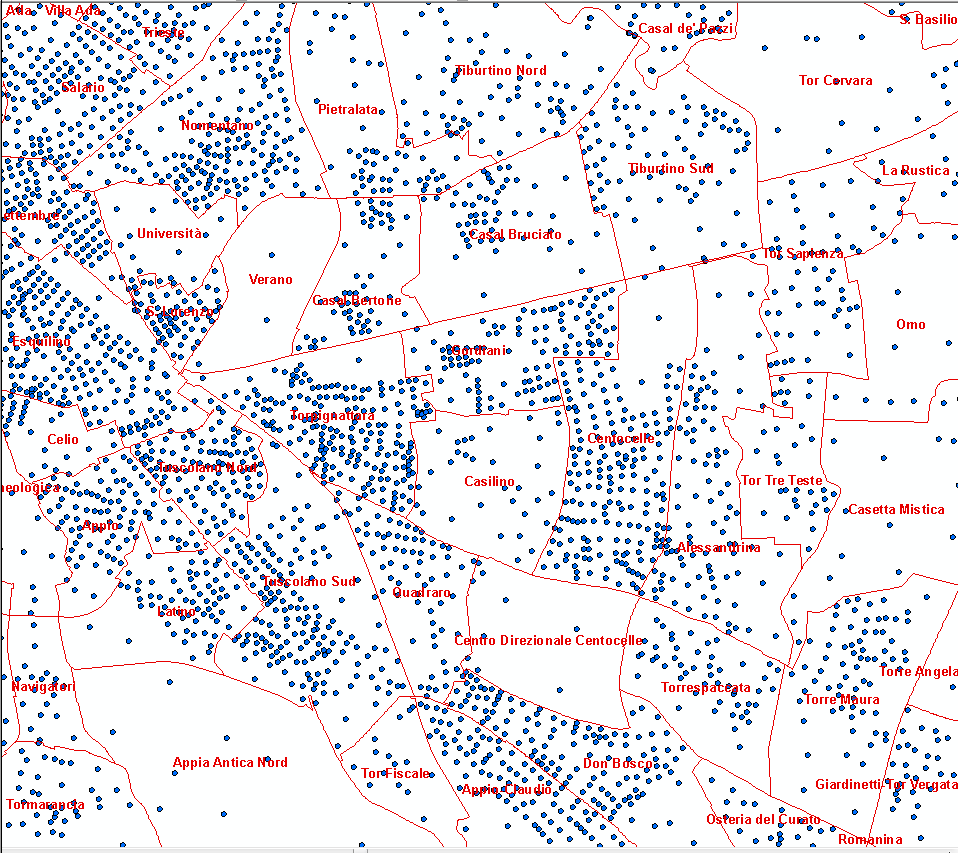 Ada - Villa Ada
S. Basilio
Trieste
Casal de' Pazzi
Tiburtino Nord
Tor Cervara
Salario
Pietralata
Nomentano
Tiburtino Sud
La Rustica
ettembre
Università
Casal Bruciato
Tor Sapienza
Verano
Casal Bertone
S. Lorenzo
Omo
Esquilino
Gordiani
Torpignattara
Celio
Centocelle
Tuscolano Nord
Casilino
Tor Tre Teste
heologica
Casetta Mistica
Appio
Alessandrina
Tuscolano Sud
Quadraro
Latino
Centro Direzionale Centocelle
Torre Angela
Navigatori
Torrespaccata
Torre Maura
Appia Antica Nord
Don Bosco
Tor Fiscale
Giardinetti-Tor Vergata
Appio Claudio
Tormarancia
Osteria del Curato
Romanina